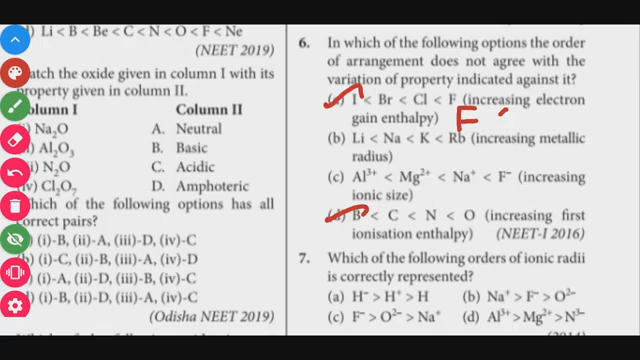 Li < B < Be < C < N < O < F < Ne
(NEET 2019)
atch the oxide given in column I with its
property given in column II.
olumn I Column II
Na₂O A. Neutral
Al₂O₃ B. Basic
N₂O C. Acidic
Cl₂O₇ D. Amphoteric
hich of the following options has all
orrect pairs?
(i)-B, (ii)-A, (iii)-D, (iv)-C
(i)-C, (ii)-B, (iii)-A, (iv)-D
(i)-A, (ii)-D, (iii)-B, (iv)-C
(i)-B, (ii)-D, (iii)-A, (iv)-C
(Odisha NEET 2019)
6. In which of the following options the order
of arrangement does not agree with the
variation of property indicated against it?
(a) I < Br < Cl < F (increasing electron
gain enthalpy)
F
(b) Li < Na < K < Rb (increasing metallic
radius)
(c) Al³⁺ < Mg²⁺ < Na⁺ < F⁻ (increasing
ionic size)
(d) B < C < N < O (increasing first
ionisation enthalpy) (NEET-I 2016)
7. Which of the following orders of ionic radii
is correctly represented?
(a) H⁻ > H⁺ > H (b) Na⁺ > F⁻ > O²⁻
(c) F⁻ > O²⁻ > Na⁺ (d) Al³⁺ > Mg²⁺ > N³⁻